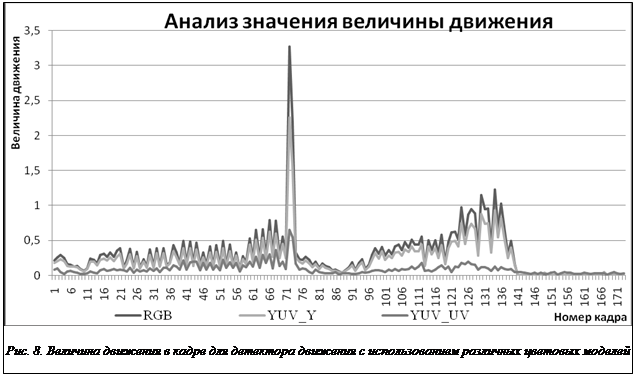 Анализ значения величины движения
Величина движения
3,5
3
2,5
2
1,5
1
0,5
0
1 6 11 16 21 26 31 36 41 46 51 56 61 66 71 76 81 86 91 96 101 106 111 116 121 126 131 136 141 146 151 156 161 166 171
Номер кадра
RGB YUV_Y YUV_UV
Рис. 8. Величина движения в кадре для детектора движения с использованием различных цветовых моделей